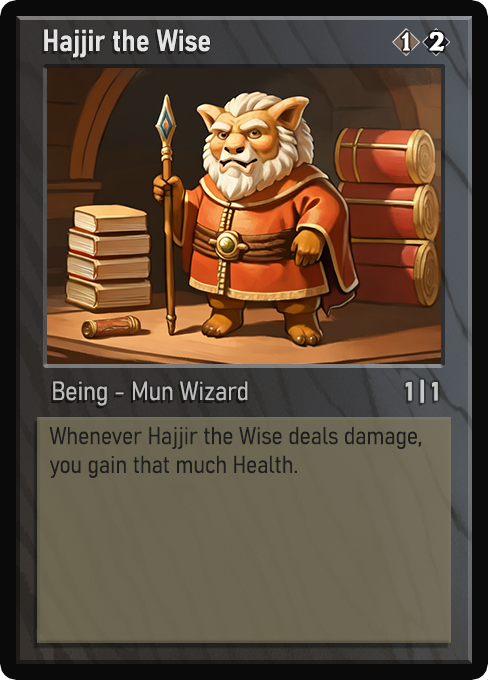 Hajjir the Wise 1 2
Being - Mun Wizard 1|1
Whenever Hajjir the Wise deals damage,
you gain that much Health.